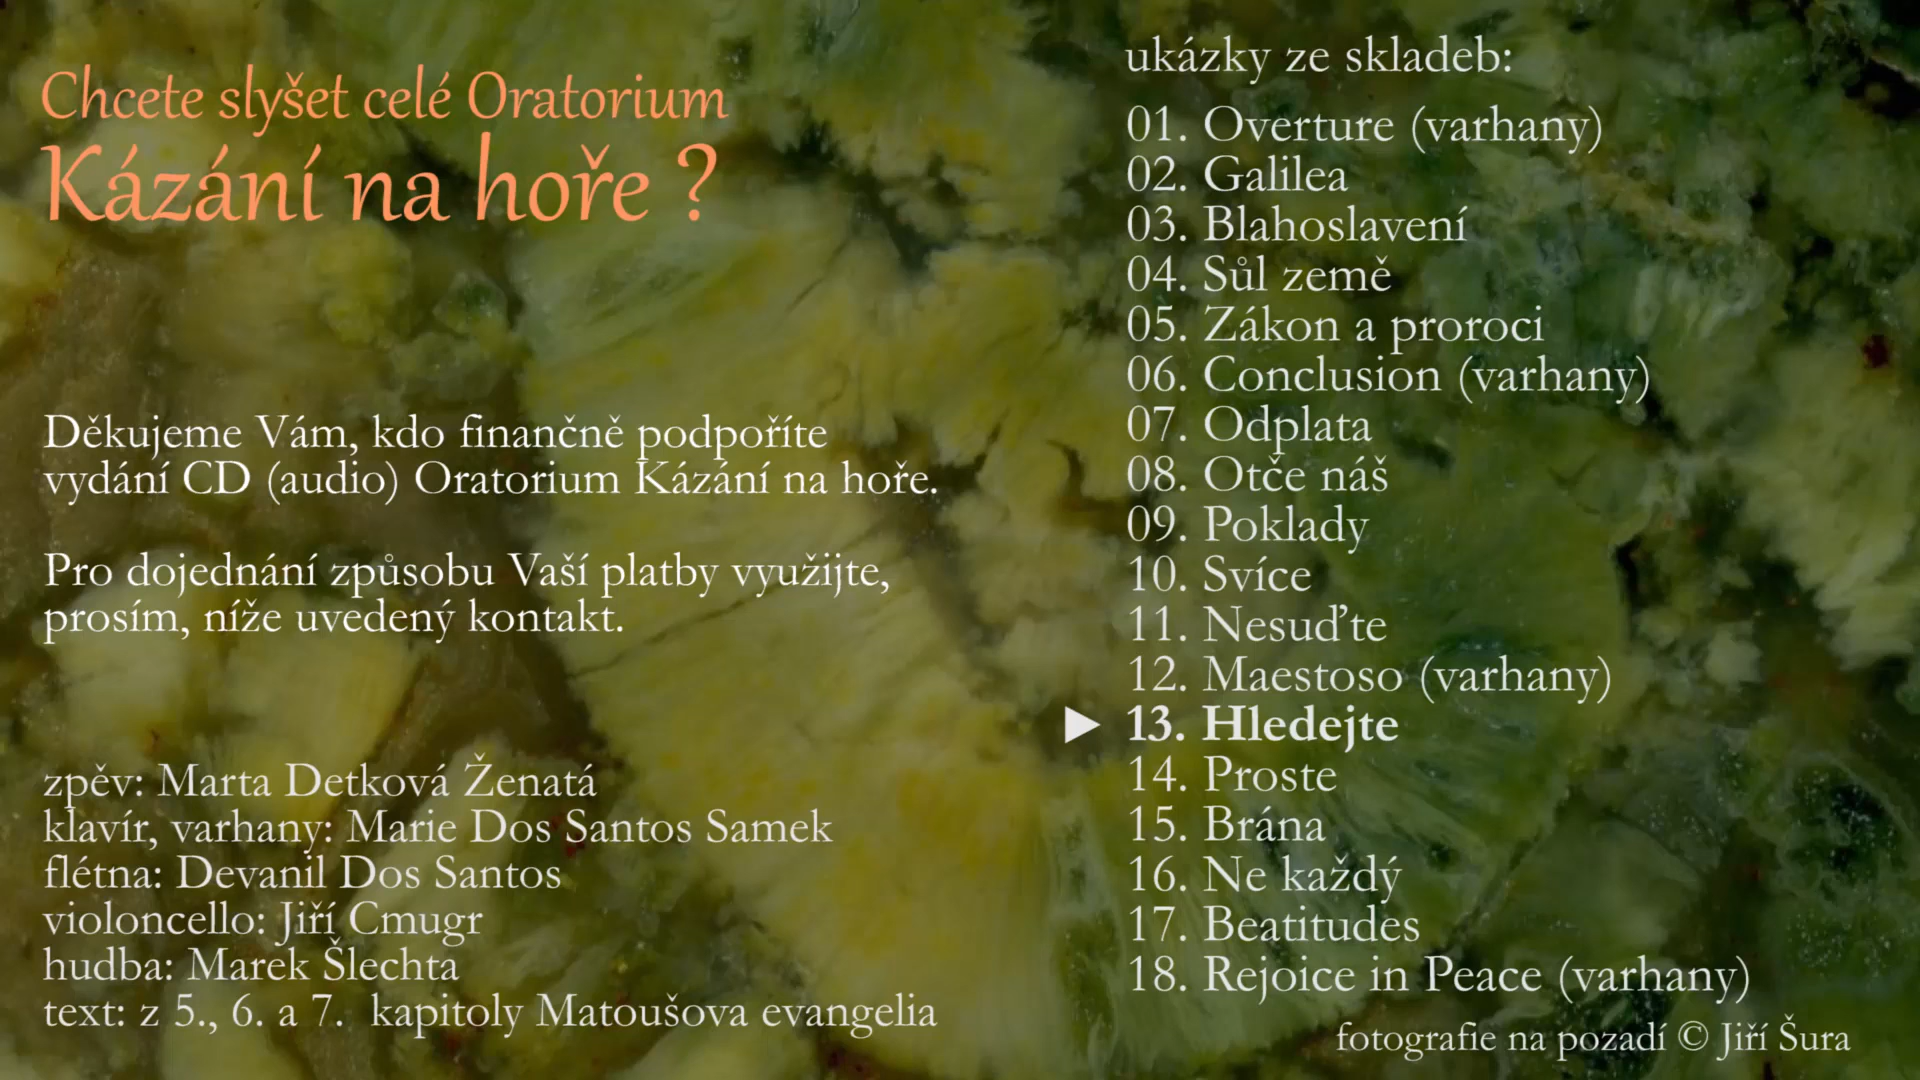 Chcete slyšet celé Oratorium
Kázání na hoře ?
Děkujeme Vám, kdo finančně podpoříte
vydání CD (audio) Oratorium Kázání na hoře.
Pro dojednání způsobu Vaší platby využijte,
prosím, níže uvedený kontakt.
zpěv: Marta Detková Ženatá
klavír, varhany: Marie Dos Santos Samek
flétna: Devanil Dos Santos
violoncello: Jiří Cmugr
hudba: Marek Šlechta
text: z 5., 6. a 7. kapitoly Matoušova evangelia
ukázky ze skladeb:
01. Overture (varhany)
02. Galilea
03. Blahoslavení
04. Sůl země
05. Zákon a proroci
06. Conclusion (varhany)
07. Odplata
08. Otče náš
09. Poklady
10. Svíce
11. Nesuďte
12. Maestoso (varhany)
► 13. Hledejte
14. Proste
15. Brána
16. Ne každý
17. Beatitudes
18. Rejoice in Peace (varhany)
fotografie na pozadí © Jiří Šura